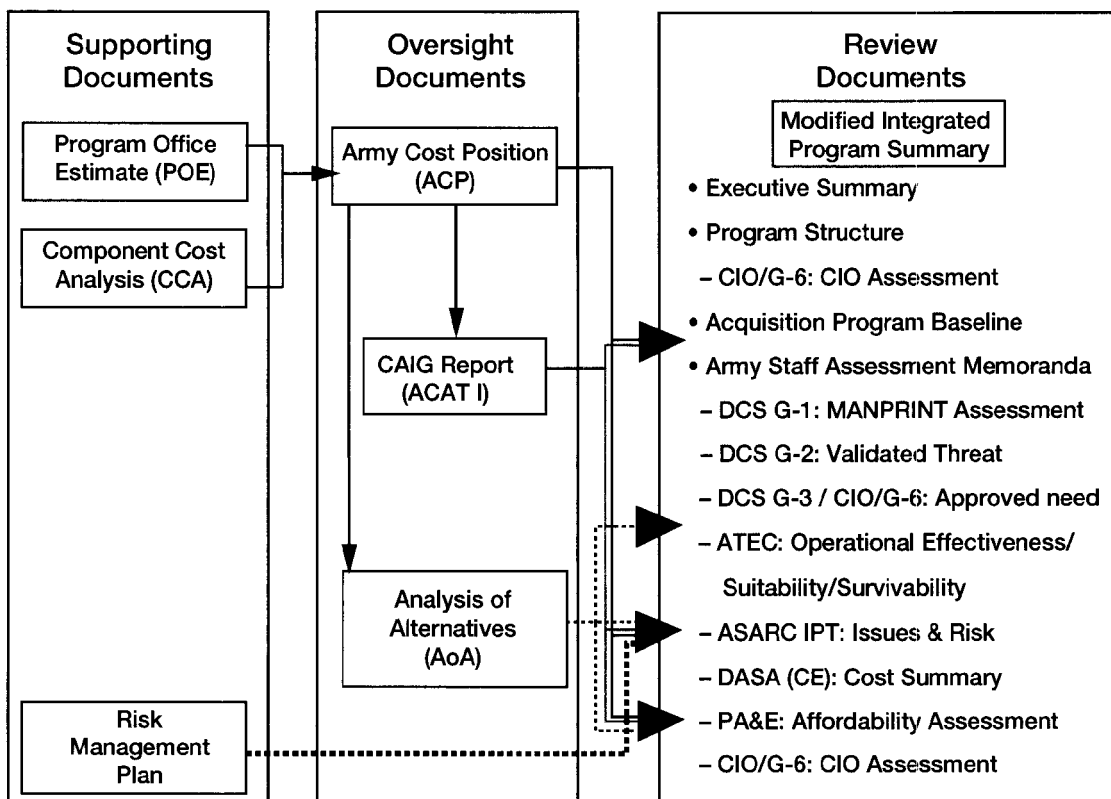 Supporting
Documents
Program Office
Estimate (POE)
Component Cost
Analysis (CCA)
Risk
Management
Plan
Oversight
Documents
Army Cost Position
(ACP)
CAIG Report
(ACAT I)
Analysis of
Alternatives
(AoA)
Review
Documents
Modified Integrated
Program Summary
• Executive Summary
• Program Structure
– CIO/G-6: CIO Assessment
• Acquisition Program Baseline
• Army Staff Assessment Memoranda
– DCS G-1: MANPRINT Assessment
– DCS G-2: Validated Threat
– DCS G-3 / CIO/G-6: Approved need
– ATEC: Operational Effectiveness/
Suitability/Survivability
– ASARC IPT: Issues & Risk
– DASA (CE): Cost Summary
– PA&E: Affordability Assessment
– CIO/G-6: CIO Assessment